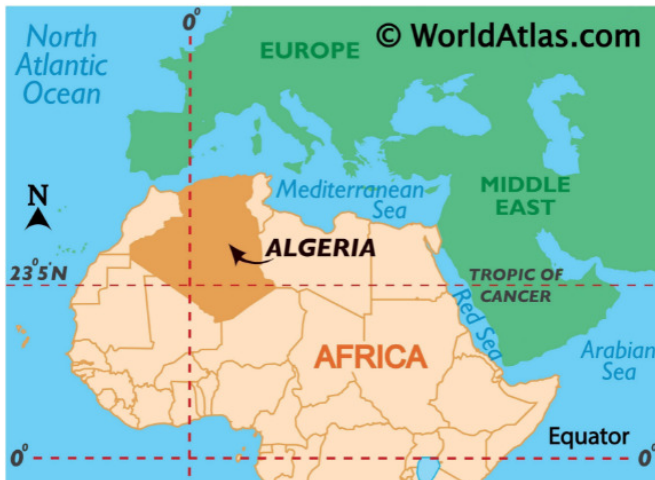 0°
© WorldAtlas.com
North
Atlantic
Ocean
EUROPE
Mediterranean
Sea
MIDDLE
EAST
N
ALGERIA
23°5'N
TROPIC OF
CANCER
Red Sea
AFRICA
Arabian
Sea
Equator
0°
0°